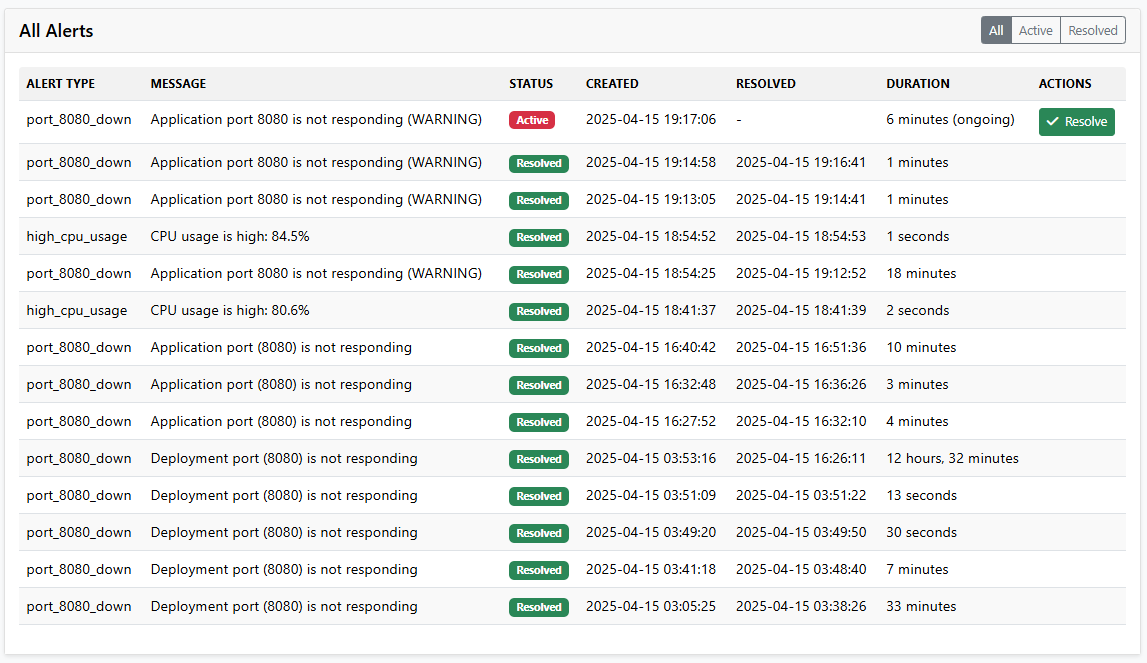 All Alerts
All Active Resolved
ALERT TYPE MESSAGE STATUS CREATED RESOLVED DURATION ACTIONS
port_8080_down Application port 8080 is not responding (WARNING) Active 2025-04-15 19:17:06 - 6 minutes (ongoing) Resolve
port_8080_down Application port 8080 is not responding (WARNING) Resolved 2025-04-15 19:14:58 2025-04-15 19:16:41 1 minutes
port_8080_down Application port 8080 is not responding (WARNING) Resolved 2025-04-15 19:13:05 2025-04-15 19:14:41 1 minutes
high_cpu_usage CPU usage is high: 84.5% Resolved 2025-04-15 18:54:52 2025-04-15 18:54:53 1 seconds
port_8080_down Application port 8080 is not responding (WARNING) Resolved 2025-04-15 18:54:25 2025-04-15 19:12:52 18 minutes
high_cpu_usage CPU usage is high: 80.6% Resolved 2025-04-15 18:41:37 2025-04-15 18:41:39 2 seconds
port_8080_down Application port (8080) is not responding Resolved 2025-04-15 16:40:42 2025-04-15 16:51:36 10 minutes
port_8080_down Application port (8080) is not responding Resolved 2025-04-15 16:32:48 2025-04-15 16:36:26 3 minutes
port_8080_down Application port (8080) is not responding Resolved 2025-04-15 16:27:52 2025-04-15 16:32:10 4 minutes
port_8080_down Deployment port (8080) is not responding Resolved 2025-04-15 03:53:16 2025-04-15 16:26:11 12 hours, 32 minutes
port_8080_down Deployment port (8080) is not responding Resolved 2025-04-15 03:51:09 2025-04-15 03:51:22 13 seconds
port_8080_down Deployment port (8080) is not responding Resolved 2025-04-15 03:49:20 2025-04-15 03:49:50 30 seconds
port_8080_down Deployment port (8080) is not responding Resolved 2025-04-15 03:41:18 2025-04-15 03:48:40 7 minutes
port_8080_down Deployment port (8080) is not responding Resolved 2025-04-15 03:05:25 2025-04-15 03:38:26 33 minutes